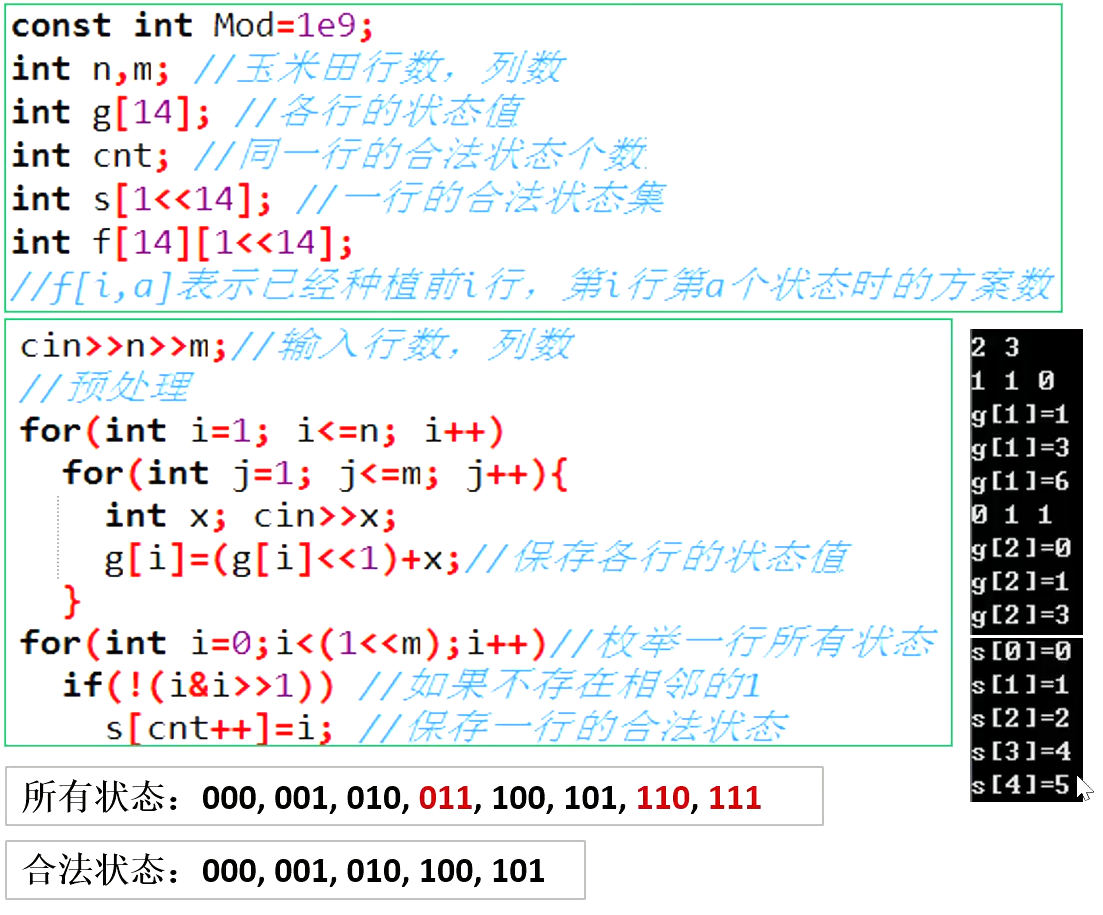 const int Mod=1e9;
int n,m; //玉米田行数，列数
int g[14]; //各行的状态值
int cnt; //同一行的合法状态个数
int s[1<<14]; //一行的合法状态集
int f[14][1<<14];
//f[i,a]表示已经种植前i行，第i行第a个状态时的方案数
cin>>n>>m;//输入行数，列数
//预处理
for(int i=1; i<=n; i++)
for(int j=1; j<=m; j++){
int x; cin>>x;
g[i]=(g[i]<<1)+x;//保存各行的状态值
}
for(int i=0;i<(1<<m);i++)//枚举一行所有状态
if(!(i&i>>1)) //如果不存在相邻的1
s[cnt++]=i; //保存一行的合法状态
2 3
1 1 0
g[1]=1
g[1]=3
g[1]=6
0 1 1
g[2]=0
g[2]=1
g[2]=3
s[0]=0
s[1]=1
s[2]=2
s[3]=4
s[4]=5
所有状态：000, 001, 010, 011, 100, 101, 110, 111
合法状态：000, 001, 010, 100, 101